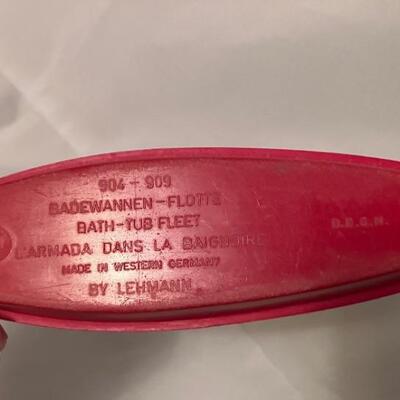 904 - 909
BADEWANNEN-FLOTTE
BATH-TUB FLEET
L'ARMADA DANS LA BAIGNOIRE
MADE IN WESTERN GERMANY
BY LEHMANN
D.B.G.M.